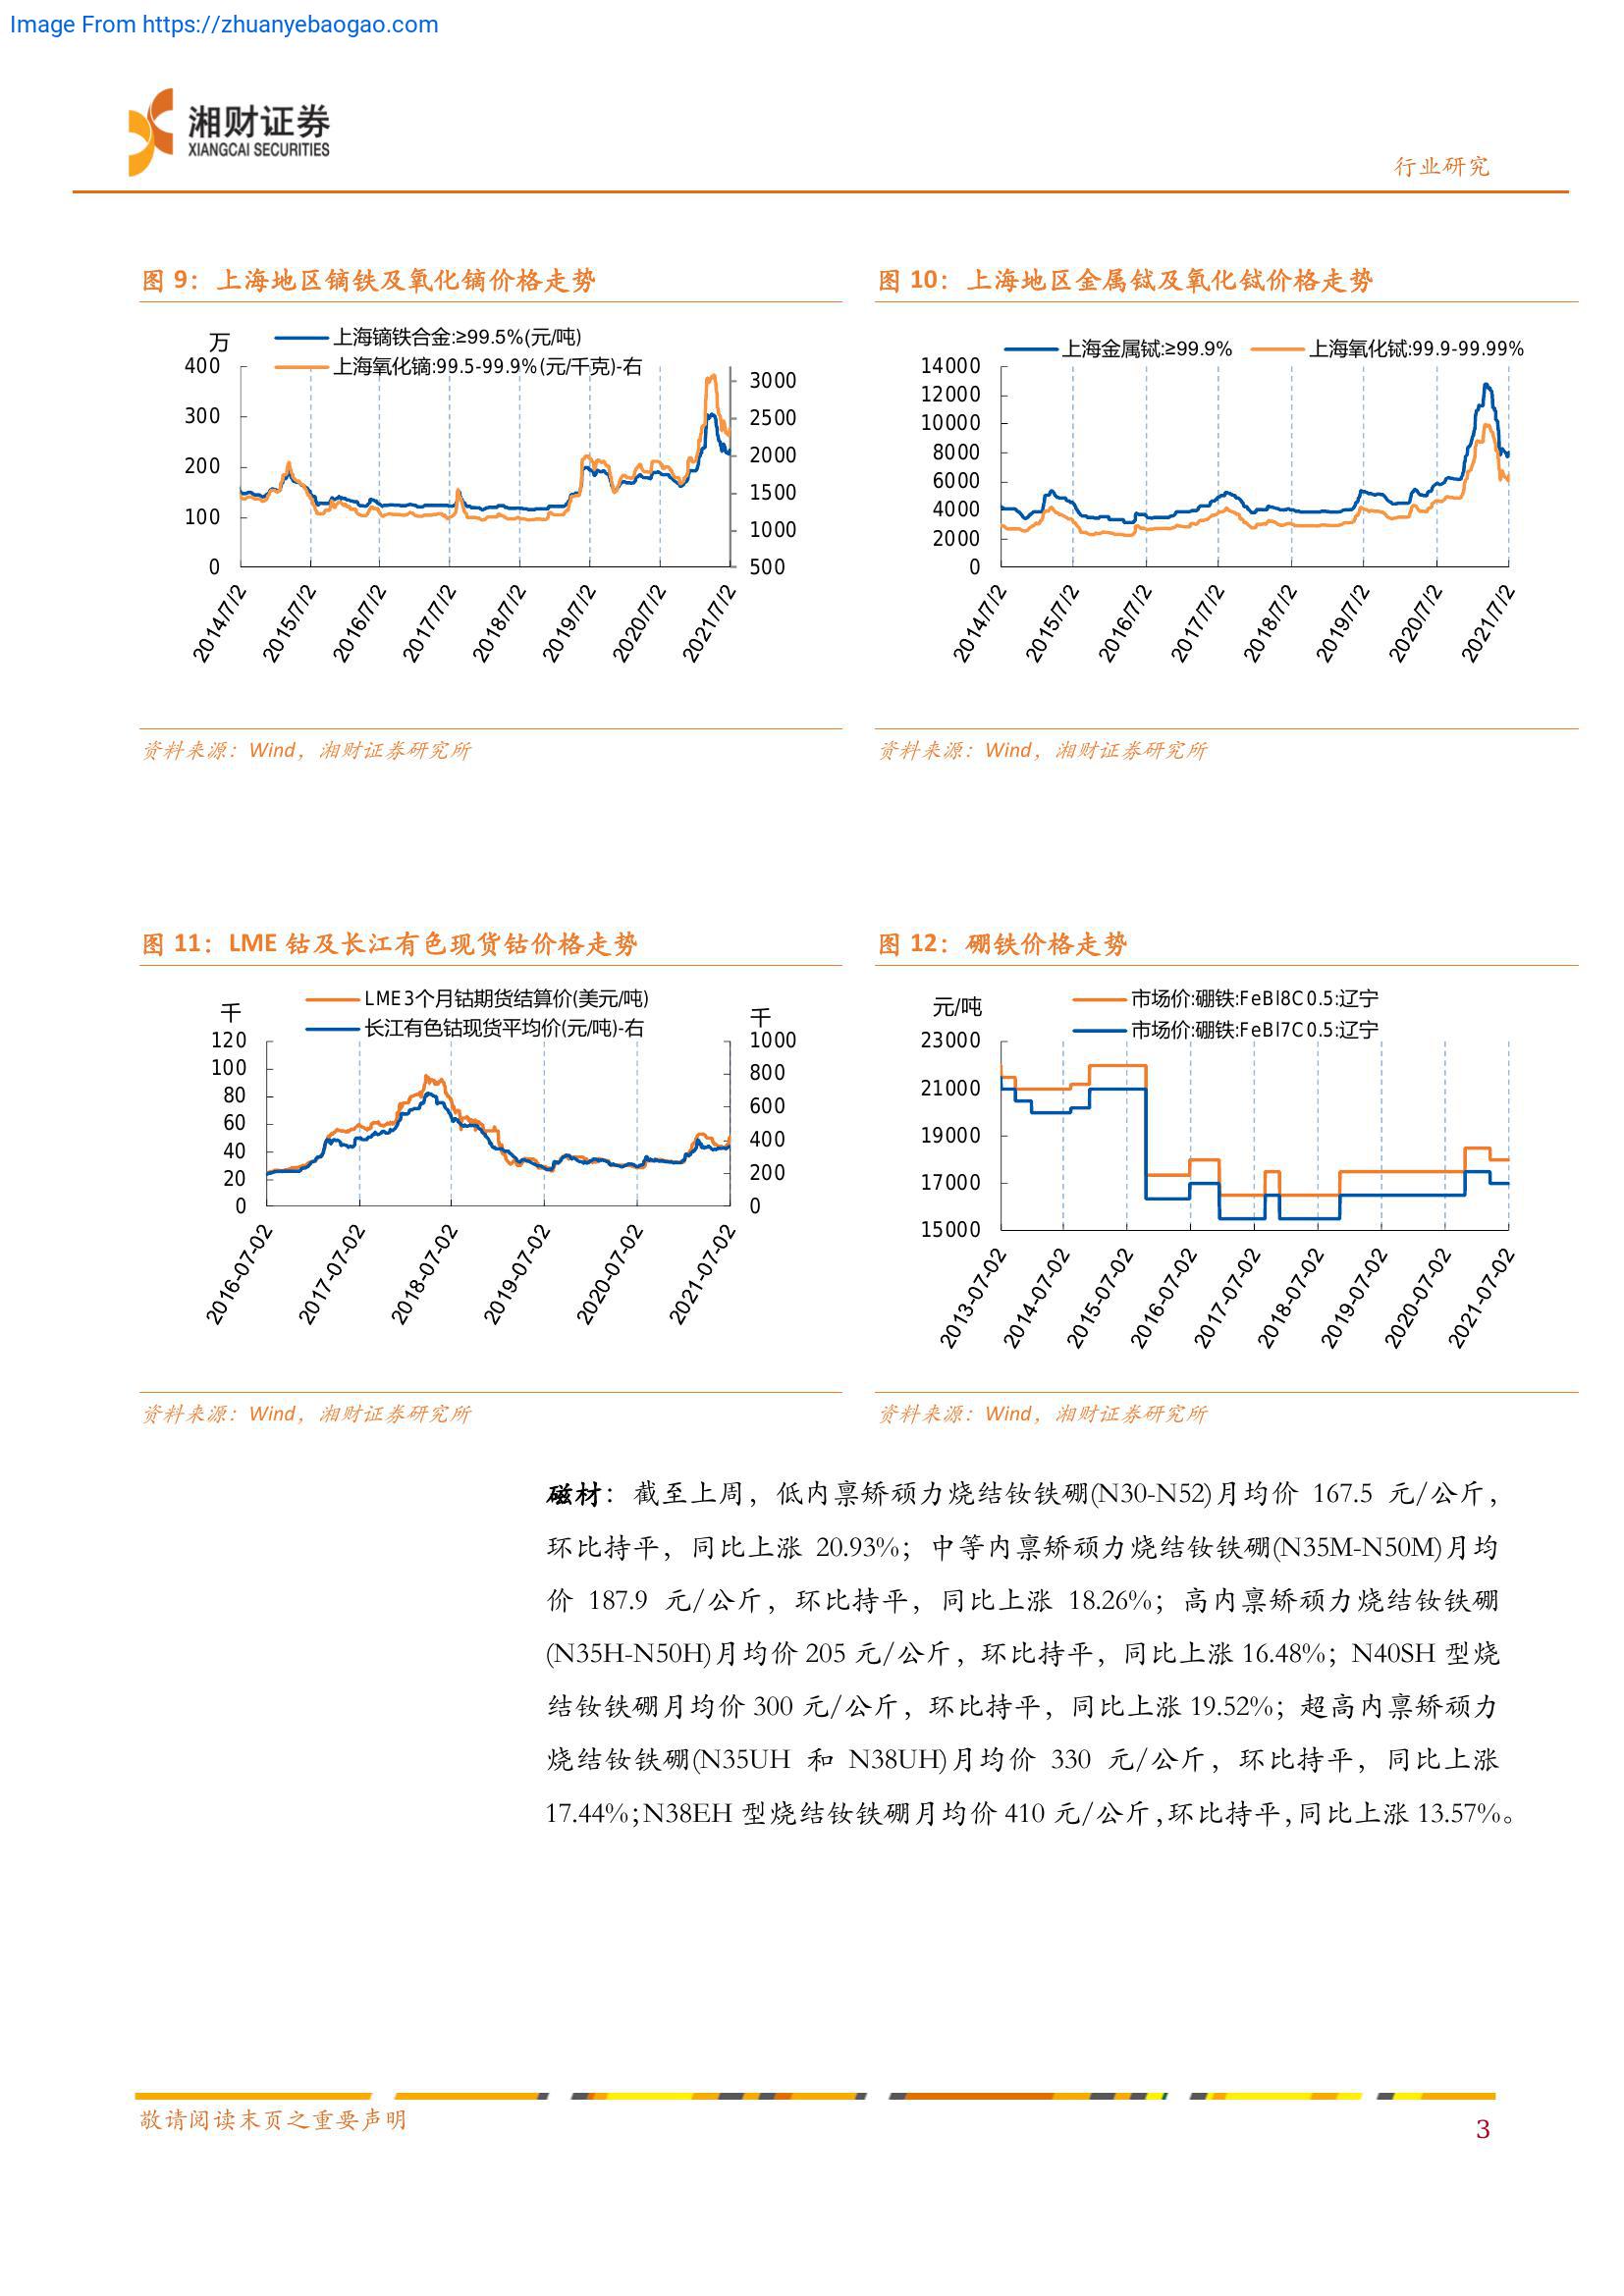 Image From https://zhuanyebaogao.com
湘财证券
XIANGCAI SECURITIES
行业研究
图 9：上海地区镝铁及氧化镝价格走势
万
上海镝铁合金:≥99.5%(元/吨)
上海氧化镝:99.5-99.9%(元/千克)-右
400
300
200
100
0
3000
2500
2000
1500
1000
500
2014/7/2
2015/7/2
2016/7/2
2017/7/2
2018/7/2
2019/7/2
2020/7/2
2021/7/2
资料来源：Wind，湘财证券研究所
图 10：上海地区金属铽及氧化铽价格走势
上海金属铽:≥99.9%
上海氧化铽:99.9-99.99%
14000
12000
10000
8000
6000
4000
2000
0
2014/7/2
2015/7/2
2016/7/2
2017/7/2
2018/7/2
2019/7/2
2020/7/2
2021/7/2
资料来源：Wind，湘财证券研究所
图 11：LME 钴及长江有色现货钴价格走势
千
LME3个月钴期货结算价(美元/吨)
长江有色钴现货平均价(元/吨)-右
千
120
100
80
60
40
20
0
1000
800
600
400
200
0
2016-07-02
2017-07-02
2018-07-02
2019-07-02
2020-07-02
2021-07-02
资料来源：Wind，湘财证券研究所
图 12：硼铁价格走势
元/吨
市场价:硼铁:FeBl8C0.5:辽宁
市场价:硼铁:FeBl7C0.5:辽宁
23000
21000
19000
17000
15000
2013-07-02
2014-07-02
2015-07-02
2016-07-02
2017-07-02
2018-07-02
2019-07-02
2020-07-02
2021-07-02
资料来源：Wind，湘财证券研究所
磁材：截至上周，低内禀矫顽力烧结钕铁硼(N30-N52)月均价 167.5 元/公斤，
环比持平，同比上涨 20.93%；中等内禀矫顽力烧结钕铁硼(N35M-N50M)月均
价 187.9 元/公斤，环比持平，同比上涨 18.26%；高内禀矫顽力烧结钕铁硼
(N35H-N50H)月均价 205 元/公斤，环比持平，同比上涨 16.48%；N40SH 型烧
结钕铁硼月均价 300 元/公斤，环比持平，同比上涨 19.52%；超高内禀矫顽力
烧结钕铁硼(N35UH 和 N38UH)月均价 330 元/公斤，环比持平，同比上涨
17.44%；N38EH 型烧结钕铁硼月均价 410 元/公斤，环比持平，同比上涨 13.57%。
敬请阅读末页之重要声明
3